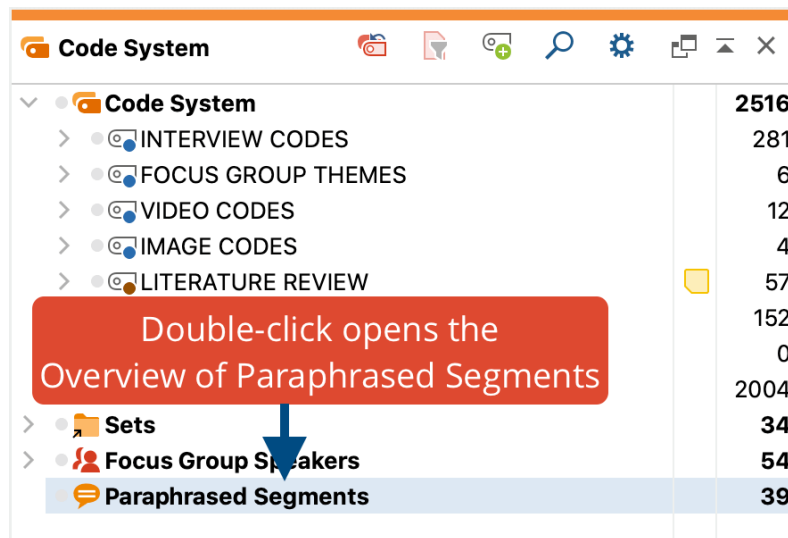 Code System
Code System 2516
INTERVIEW CODES 281
FOCUS GROUP THEMES 6
VIDEO CODES 12
IMAGE CODES 4
LITERATURE REVIEW 57
152
0
2004
Double-click opens the
Overview of Paraphrased Segments
Sets 34
Focus Group Speakers 54
Paraphrased Segments 39